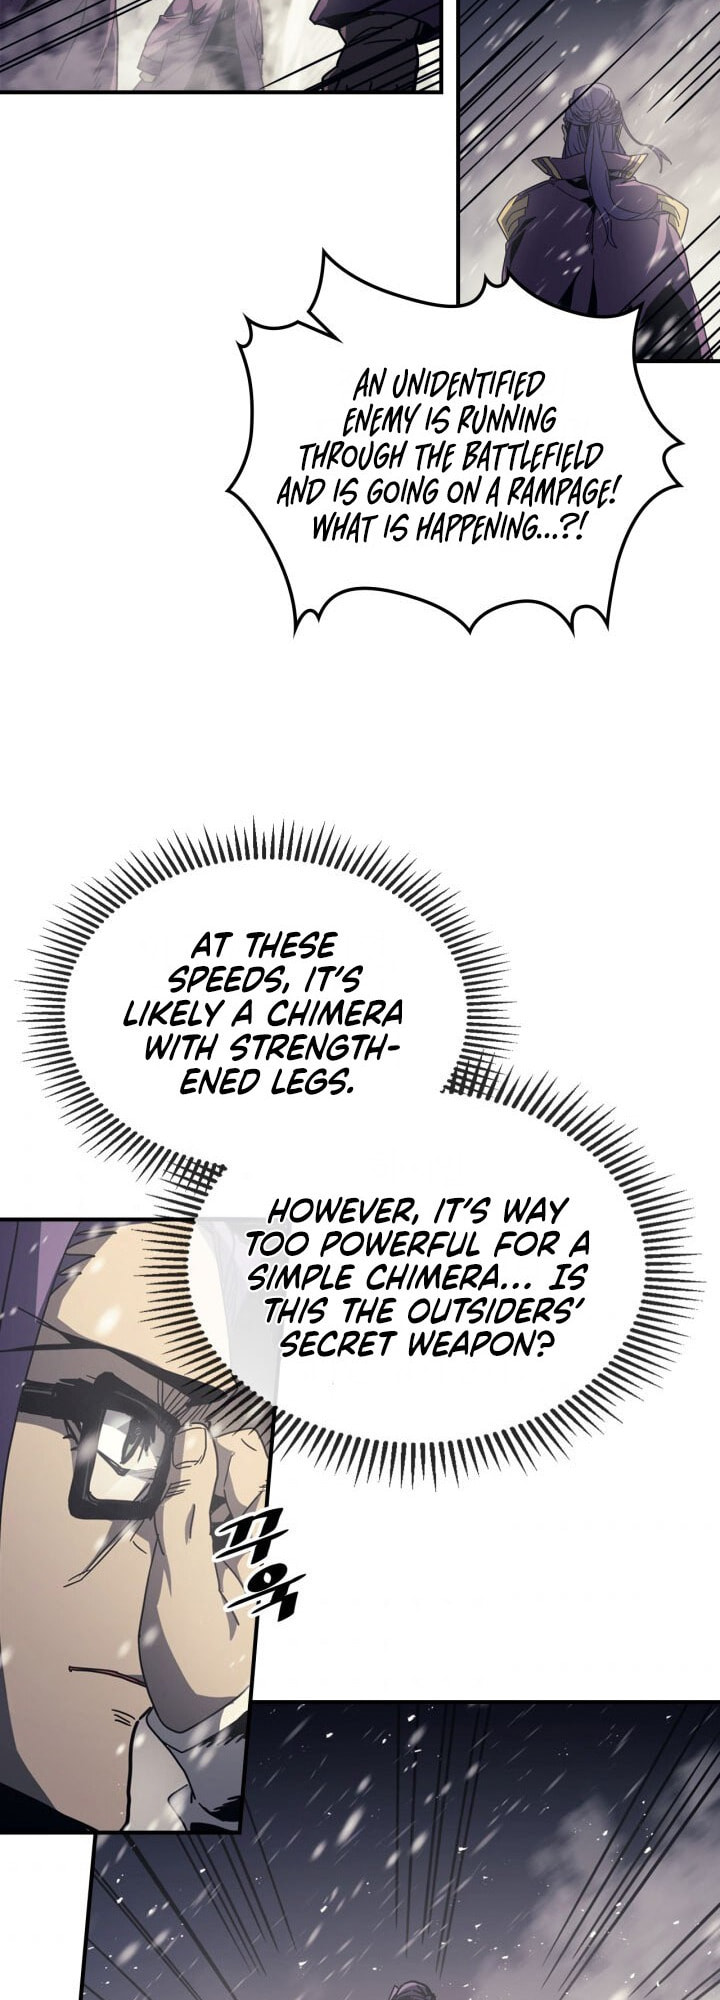 AN UNIDENTIFIED
ENEMY IS RUNNING
THROUGH THE BATTLEFIELD
AND IS GOING ON A RAMPAGE!
WHAT IS HAPPENING...?!
AT THESE
SPEEDS, IT'S
LIKELY A CHIMERA
WITH STRENGTH-
ENED LEGS.
HOWEVER, IT'S WAY
TOO POWERFUL FOR A
SIMPLE CHIMERA... IS
THIS THE OUTSIDERS'
SECRET WEAPON?
꾸
욱